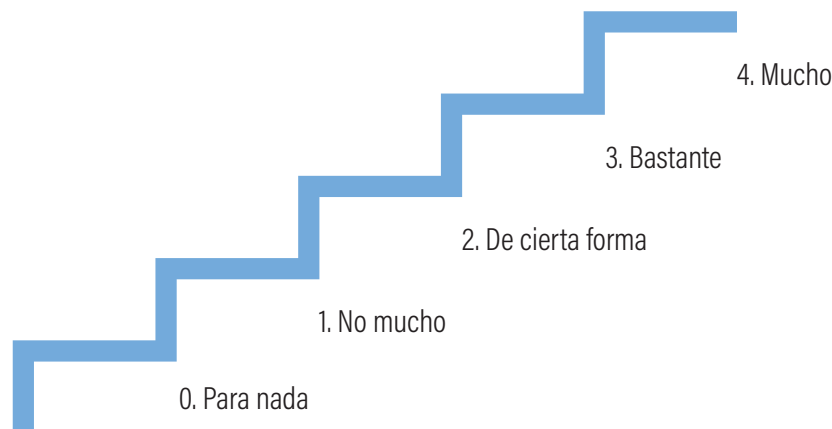 4. Mucho
3. Bastante
2. De cierta forma
1. No mucho
0. Para nada